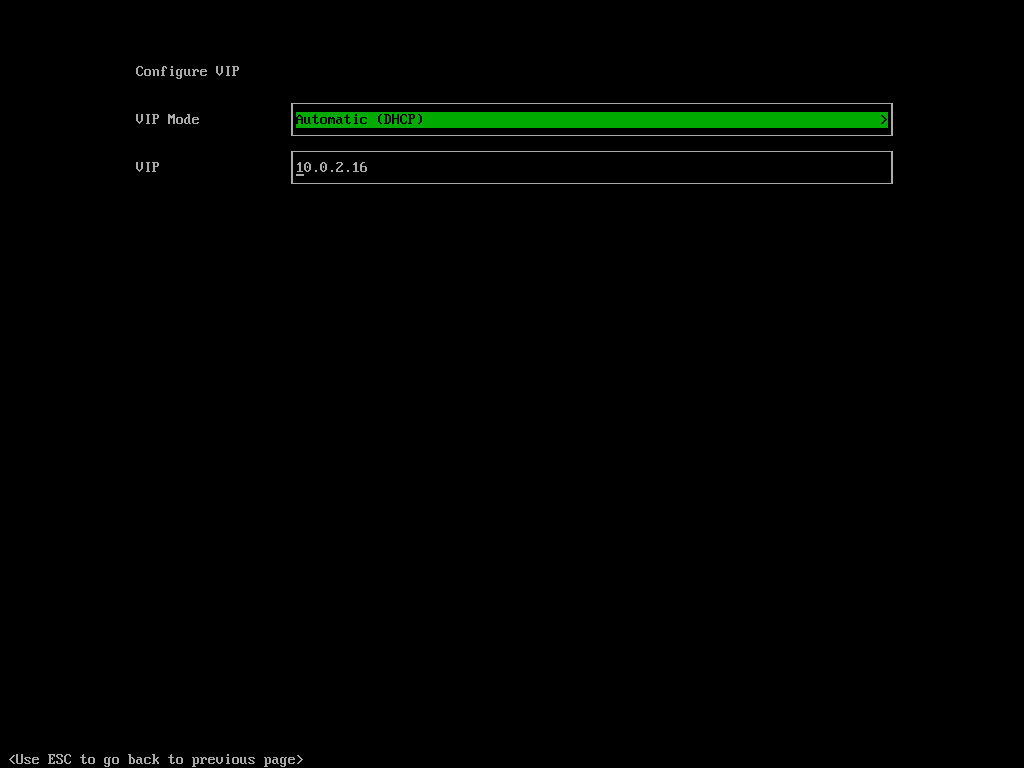 Configure VIP
VIP Mode Automatic (DHCP) >
VIP 10.0.2.16
<Use ESC to go back to previous page>